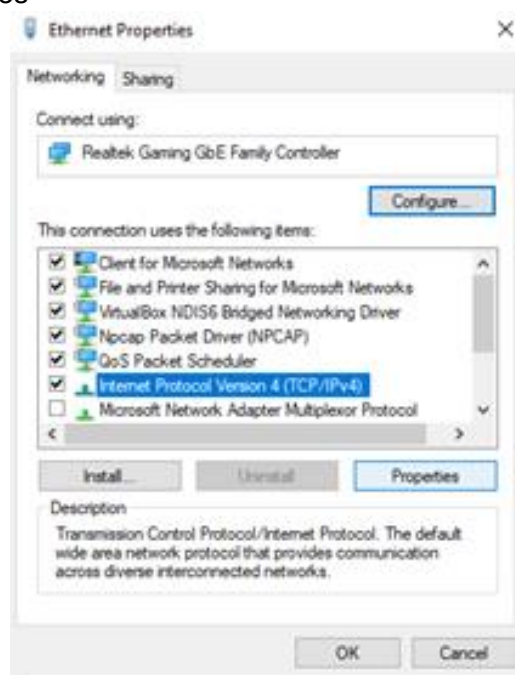 Ethernet Properties
Networking Sharing
Connect using:
Realtek Gaming GbE Family Controller
Configure...
This connection uses the following items:
Client for Microsoft Networks
File and Printer Sharing for Microsoft Networks
VirtualBox NDIS6 Bridged Networking Driver
Npcap Packet Driver (NPCAP)
QoS Packet Scheduler
Internet Protocol Version 4 (TCP/IPv4)
Microsoft Network Adapter Multiplexor Protocol
Install... Uninstall Properties
Description
Transmission Control Protocol/Internet Protocol. The default
wide area network protocol that provides communication
across diverse interconnected networks.
OK Cancel